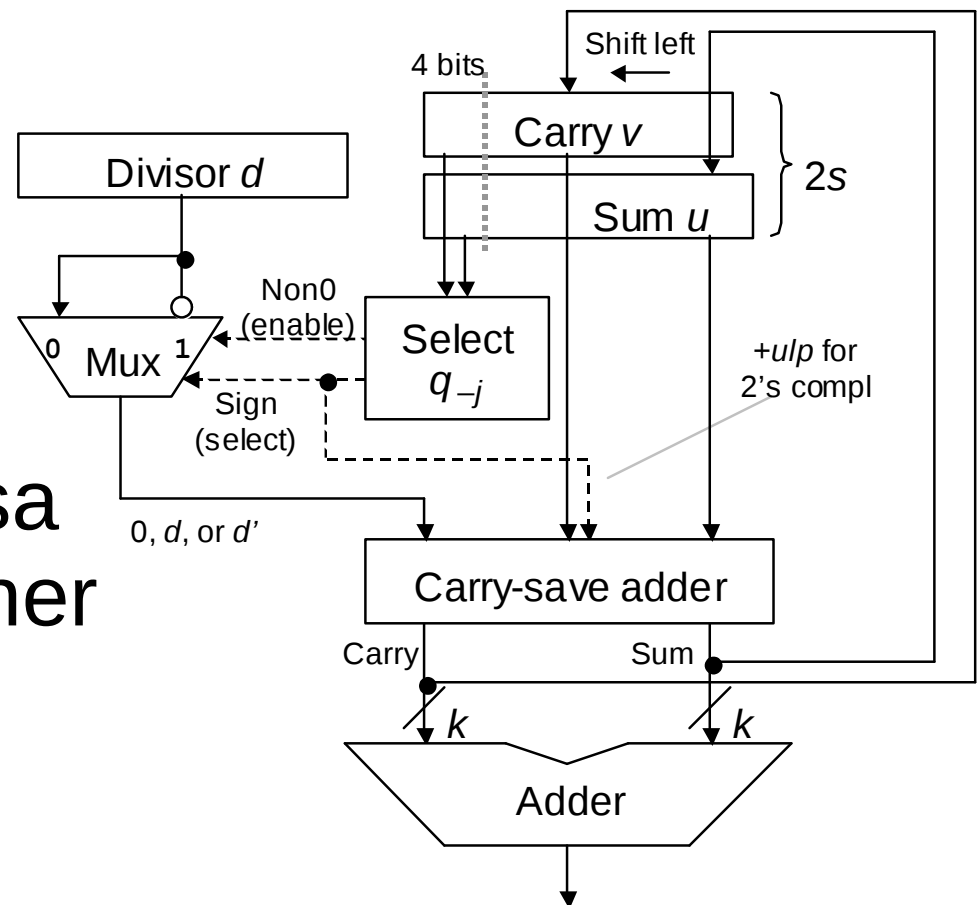 Shift left
4 bits
Carry v
Divisor d
2s
Sum u
Non0
(enable)
Select
q –j
0 Mux 1
+ulp for
2's compl
Sign
(select)
sa
0, d, or d'
ner
Carry-save adder
Carry
Sum
k
k
Adder